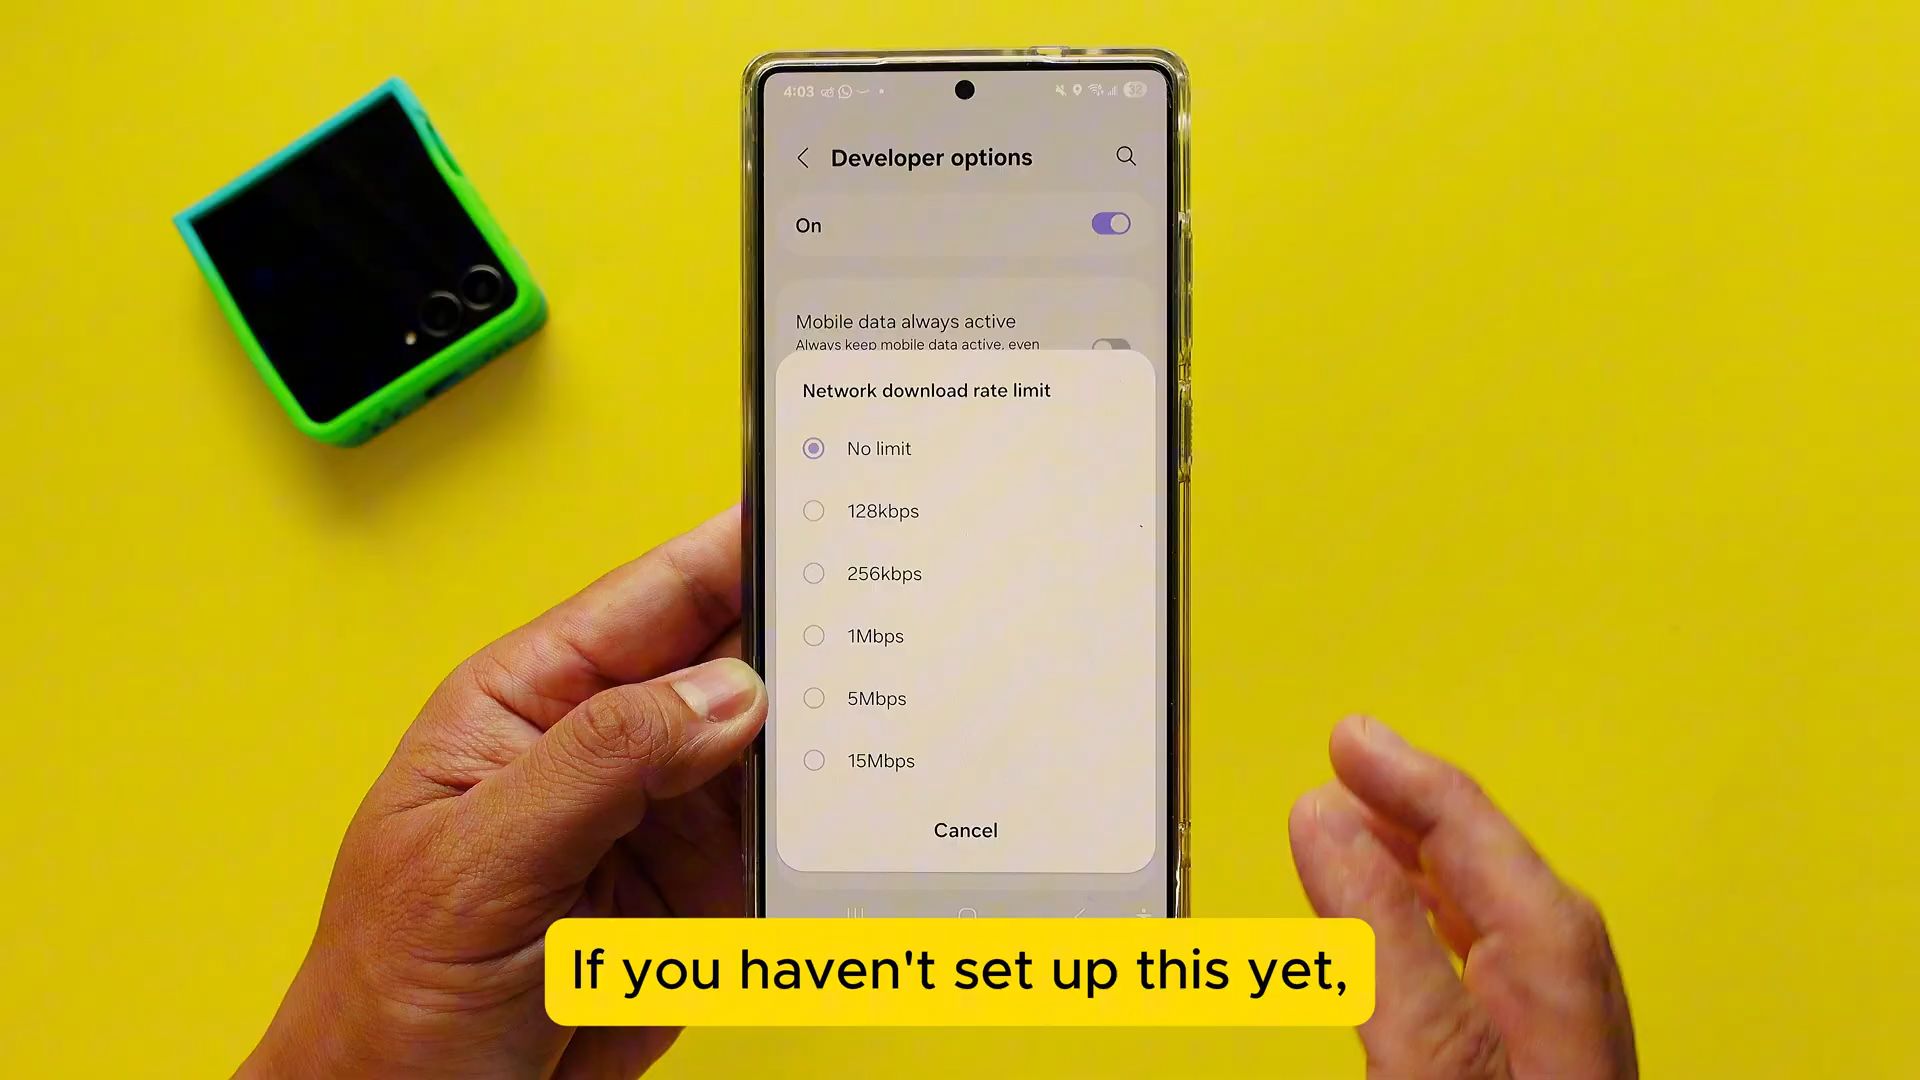 4:03
32
Developer options
On
Mobile data always active
Always keep mobile data active, even
Network download rate limit
No limit
128kbps
256kbps
1Mbps
5Mbps
15Mbps
Cancel
If you haven't set up this yet,